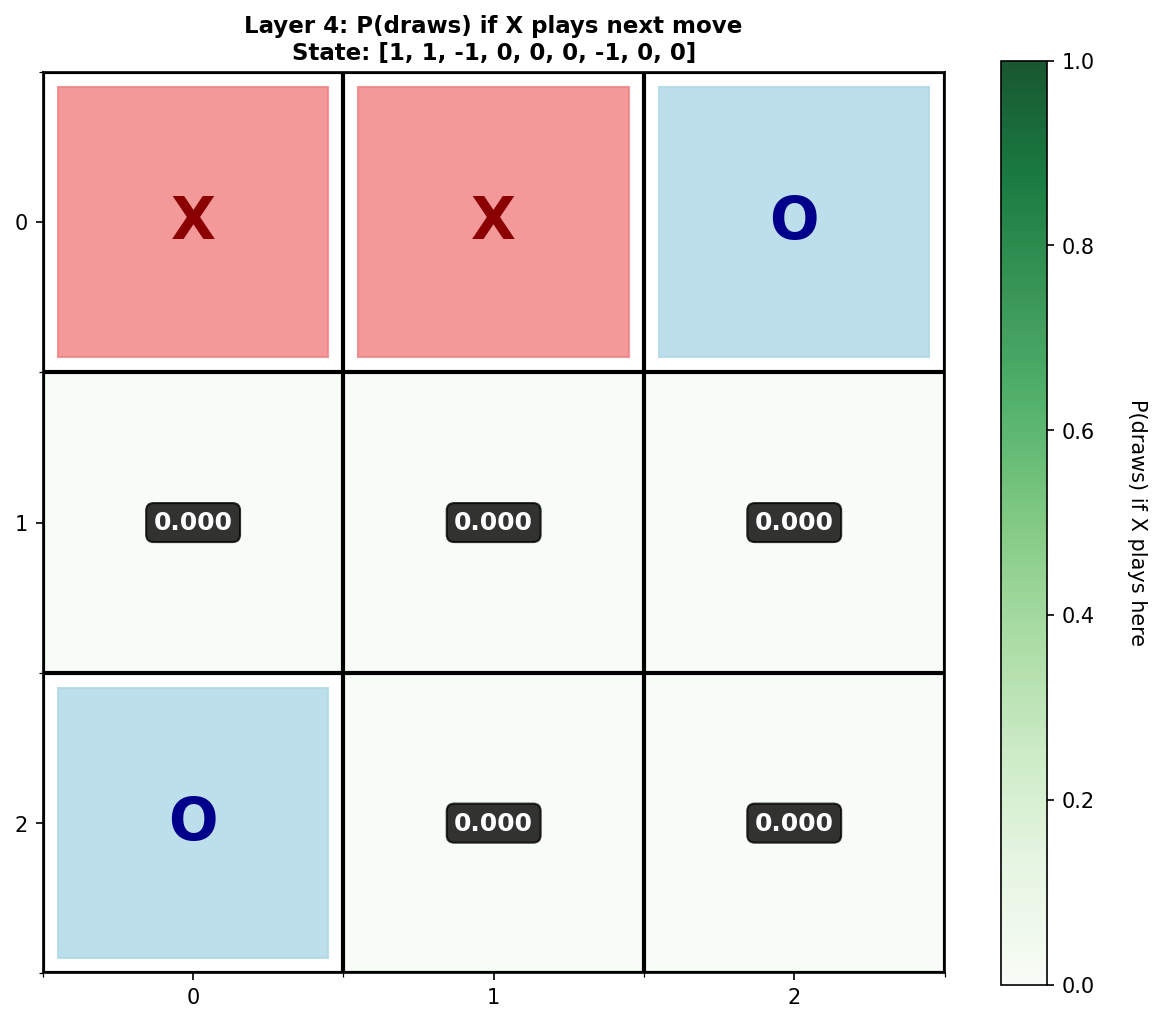 Layer 4: P(draws) if X plays next move
State: [1, 1, -1, 0, 0, 0, -1, 0, 0]
X X O
0.000 0.000 0.000
O 0.000 0.000
0
1
2
0 1 2
1.0
0.8
0.6
0.4
0.2
0.0
P(draws) if X plays here